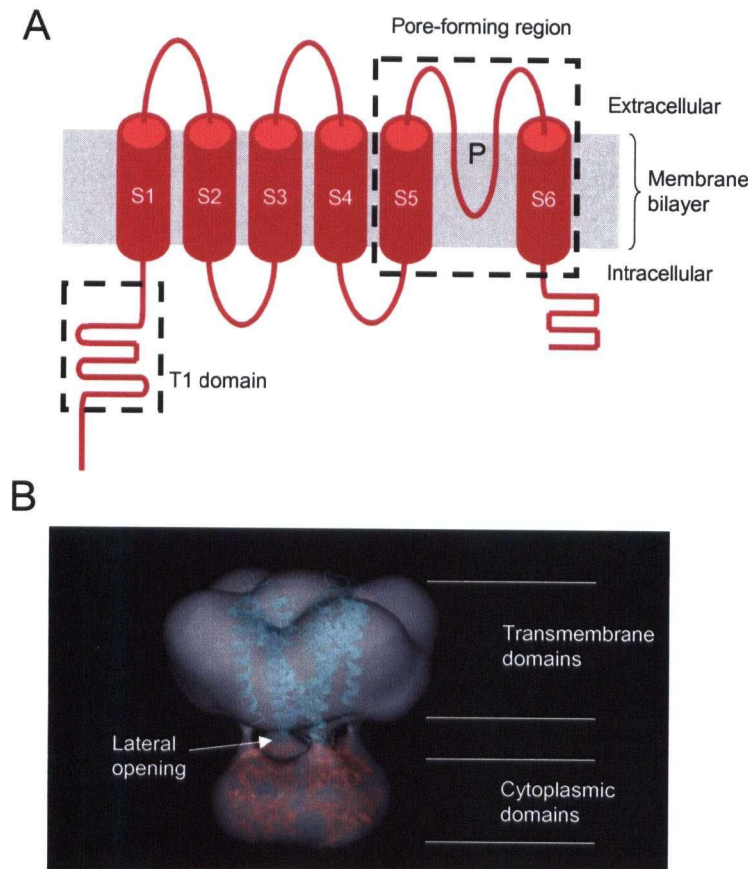 A
Pore-forming region
Extracellular
P
S1 S2 S3 S4 S5 S6
Membrane
bilayer
Intracellular
T1 domain
B
Transmembrane
domains
Lateral
opening
Cytoplasmic
domains